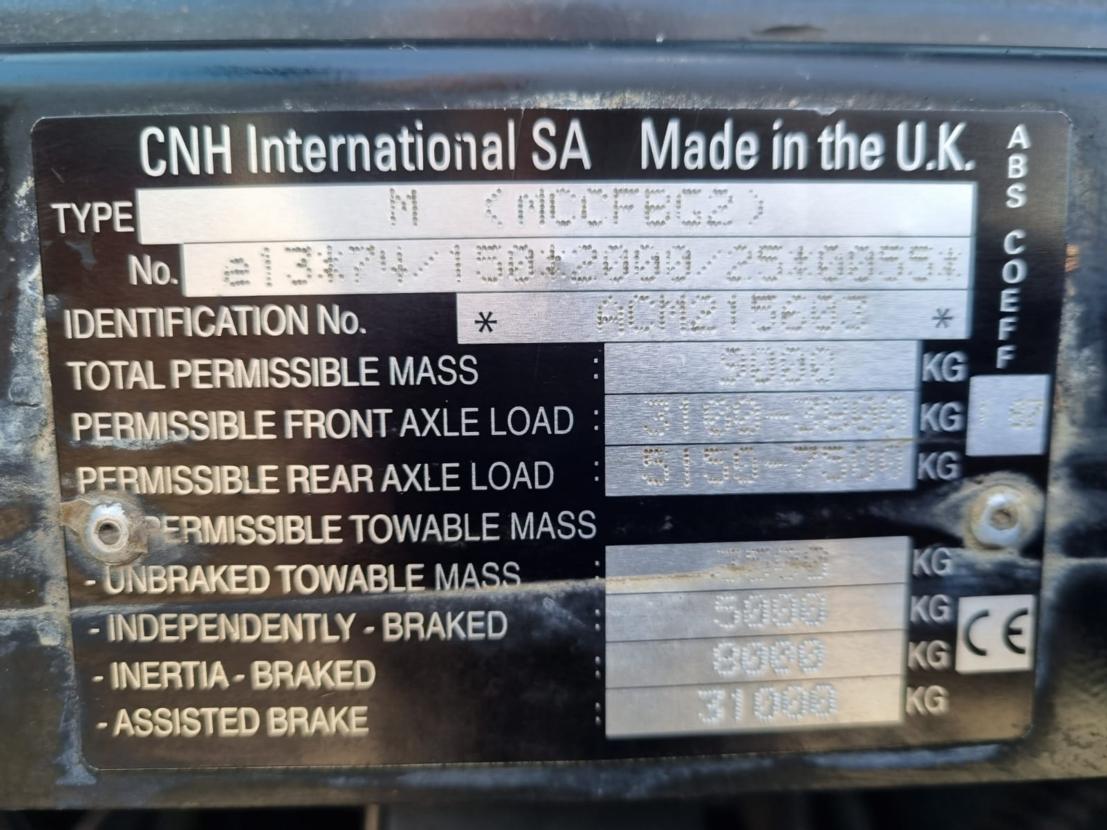 CNH International SA Made in the U.K.
TYPE M (MCCFBG2)
No. e13*74/150*2000/25*0055*
IDENTIFICATION No. * ACM215603 *
TOTAL PERMISSIBLE MASS : 9000 KG
PERMISSIBLE FRONT AXLE LOAD : KG
PERMISSIBLE REAR AXLE LOAD : 5150-7500 KG
PERMISSIBLE TOWABLE MASS
- UNBRAKED TOWABLE MASS : KG
- INDEPENDENTLY - BRAKED : 5000 KG
- INERTIA - BRAKED : 8000 KG
- ASSISTED BRAKE : 31000 KG
ABS COEFF
CE